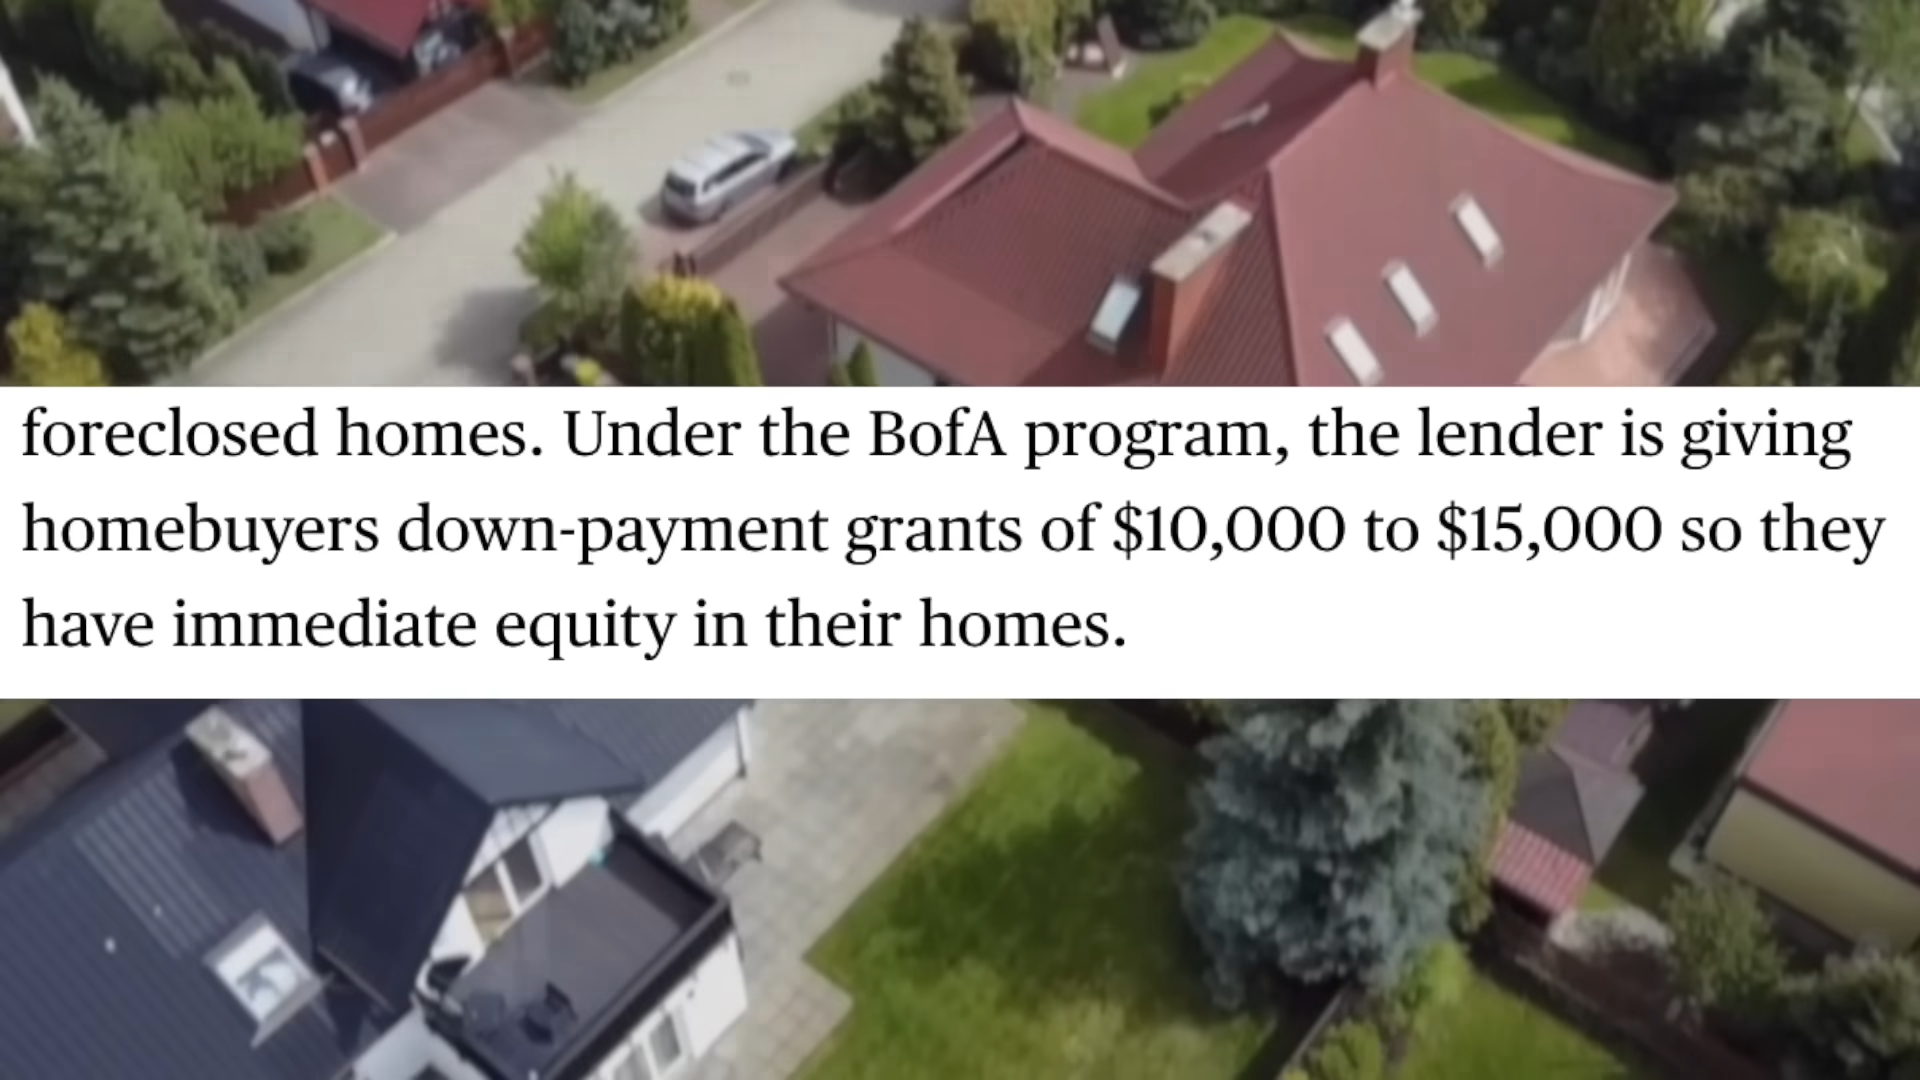 foreclosed homes. Under the BofA program, the lender is giving
homebuyers down-payment grants of $10,000 to $15,000 so they
have immediate equity in their homes.